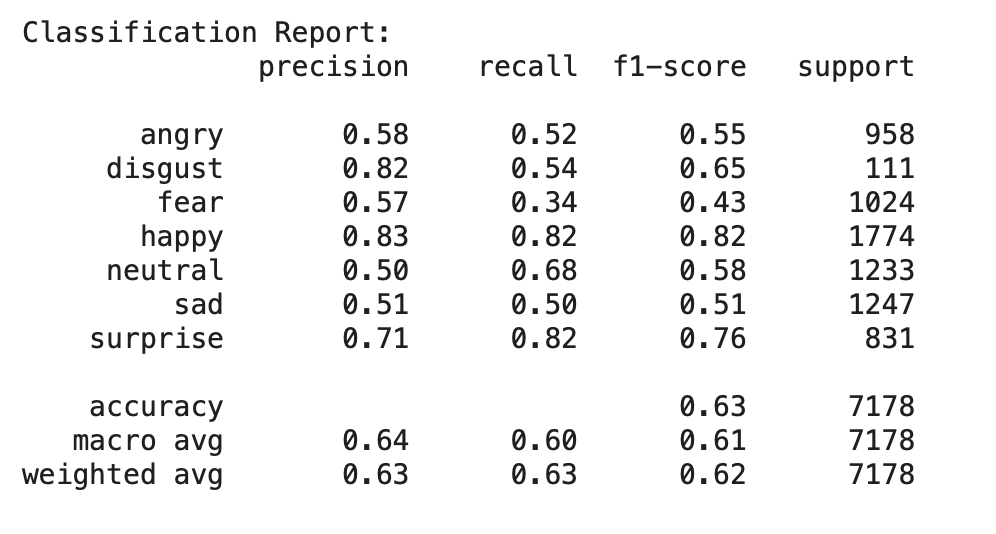 Classification Report:
precision recall f1-score support
angry 0.58 0.52 0.55 958
disgust 0.82 0.54 0.65 111
fear 0.57 0.34 0.43 1024
happy 0.83 0.82 0.82 1774
neutral 0.50 0.68 0.58 1233
sad 0.51 0.50 0.51 1247
surprise 0.71 0.82 0.76 831
accuracy 0.63 7178
macro avg 0.64 0.60 0.61 7178
weighted avg 0.63 0.63 0.62 7178